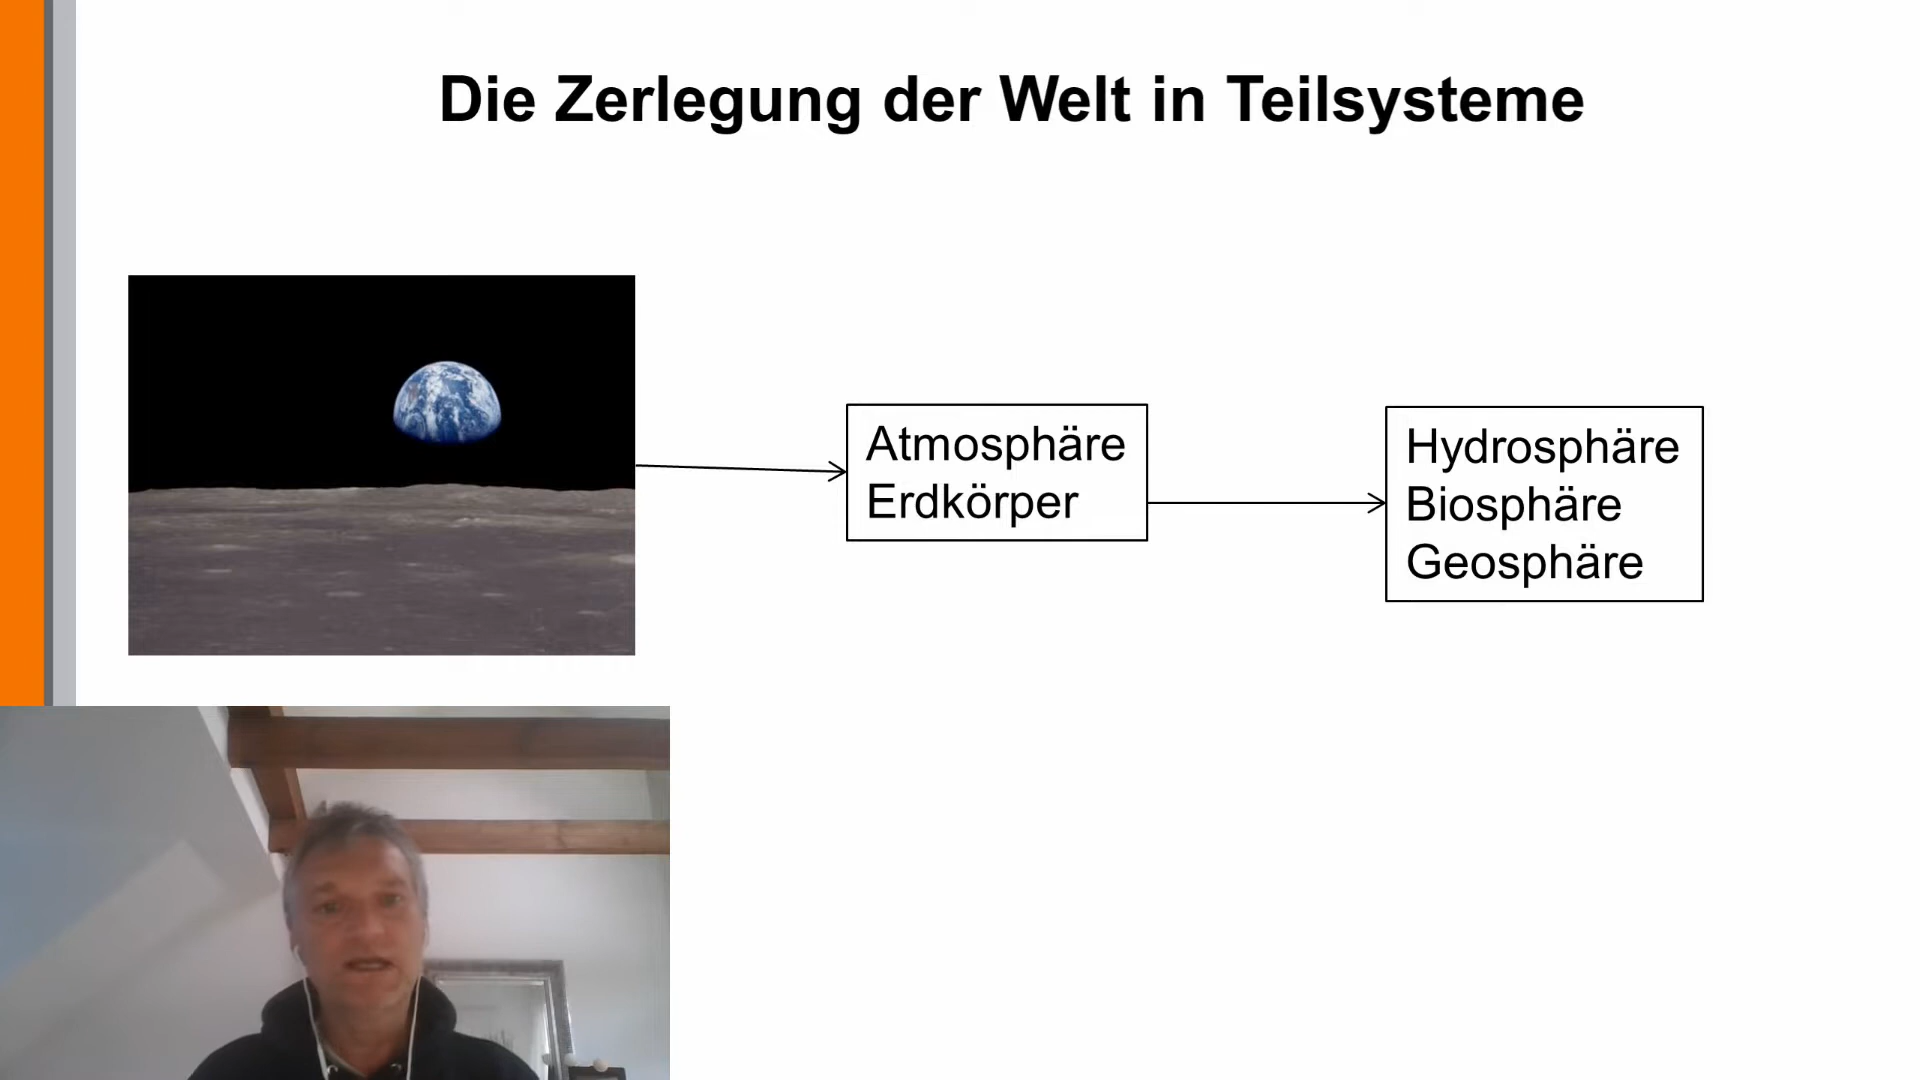 Die Zerlegung der Welt in Teilsysteme
Atmosphäre
Erdkörper
Hydrosphäre
Biosphäre
Geosphäre